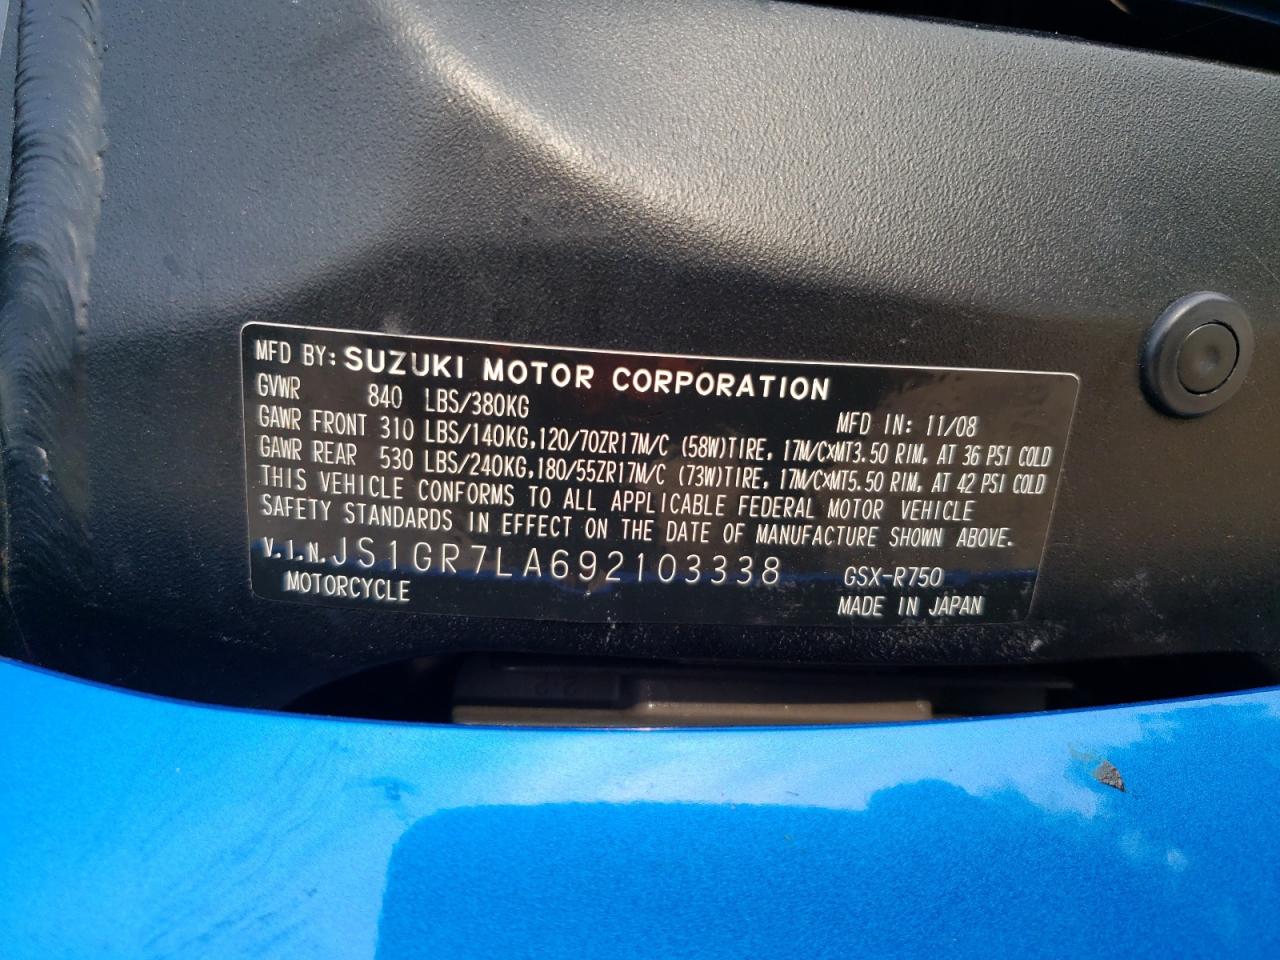 MFD BY: SUZUKI MOTOR CORPORATION
GVWR 840 LBS/380KG MFD IN: 11/08
GAWR FRONT 310 LBS/140KG,120/70ZR17M/C (58W)TIRE, 17M/C×MT3.50 RIM, AT 36 PSI COLD
GAWR REAR 530 LBS/240KG,180/55ZR17M/C (73W)TIRE, 17M/C×MT5.50 RIM, AT 42 PSI COLD
THIS VEHICLE CONFORMS TO ALL APPLICABLE FEDERAL MOTOR VEHICLE
SAFETY STANDARDS IN EFFECT ON THE DATE OF MANUFACTURE SHOWN ABOVE.
V.I.N. JS1GR7LA692103338 GSX-R750
MOTORCYCLE MADE IN JAPAN